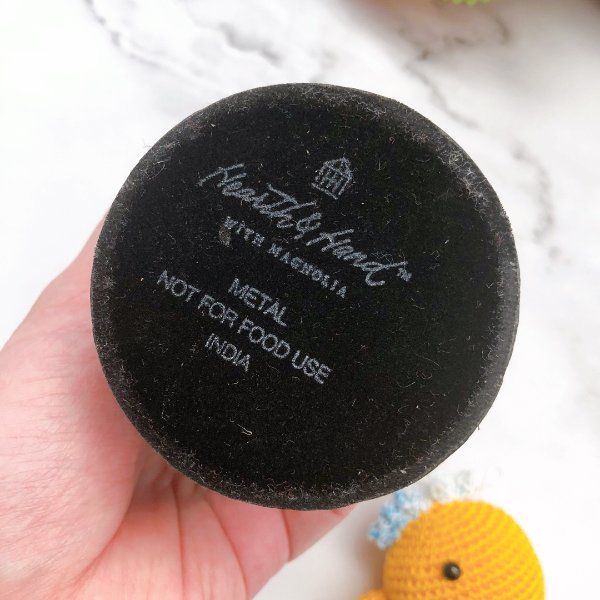 Hearth & Hand™
WITH MAGNOLIA
METAL
NOT FOR FOOD USE
INDIA